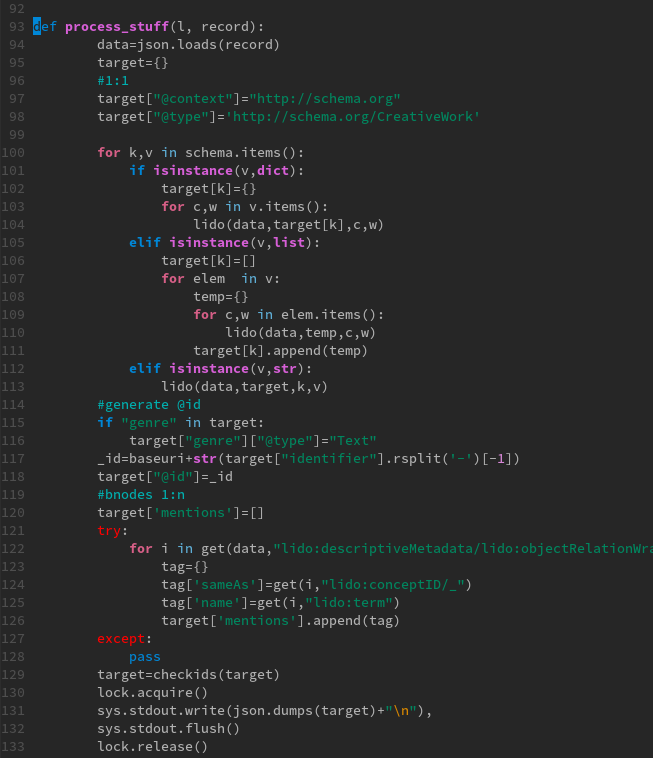 92
93 def process_stuff(l, record):
94         data=json.loads(record)
95         target={}
96         #1:1
97         target["@context"]="http://schema.org"
98         target["@type"]='http://schema.org/CreativeWork'
99
100         for k,v in schema.items():
101             if isinstance(v,dict):
102                 target[k]={}
103                 for c,w in v.items():
104                     lido(data,target[k],c,w)
105             elif isinstance(v,list):
106                 target[k]=[]
107                 for elem  in v:
108                     temp={}
109                     for c,w in elem.items():
110                         lido(data,temp,c,w)
111                     target[k].append(temp)
112             elif isinstance(v,str):
113                 lido(data,target,k,v)
114         #generate @id
115         if "genre" in target:
116             target["genre"]["@type"]="Text"
117         _id=baseuri+str(target["identifier"].rsplit('-')[-1])
118         target["@id"]=_id
119         #bnodes 1:n
120         target['mentions']=[]
121         try:
122             for i in get(data,"lido:descriptiveMetadata/lido:objectRelationWra
123                 tag={}
124                 tag['sameAs']=get(i,"lido:conceptID/_")
125                 tag['name']=get(i,"lido:term")
126                 target['mentions'].append(tag)
127         except:
128             pass
129         target=checkids(target)
130         lock.acquire()
131         sys.stdout.write(json.dumps(target)+"\n"),
132         sys.stdout.flush()
133         lock.release()